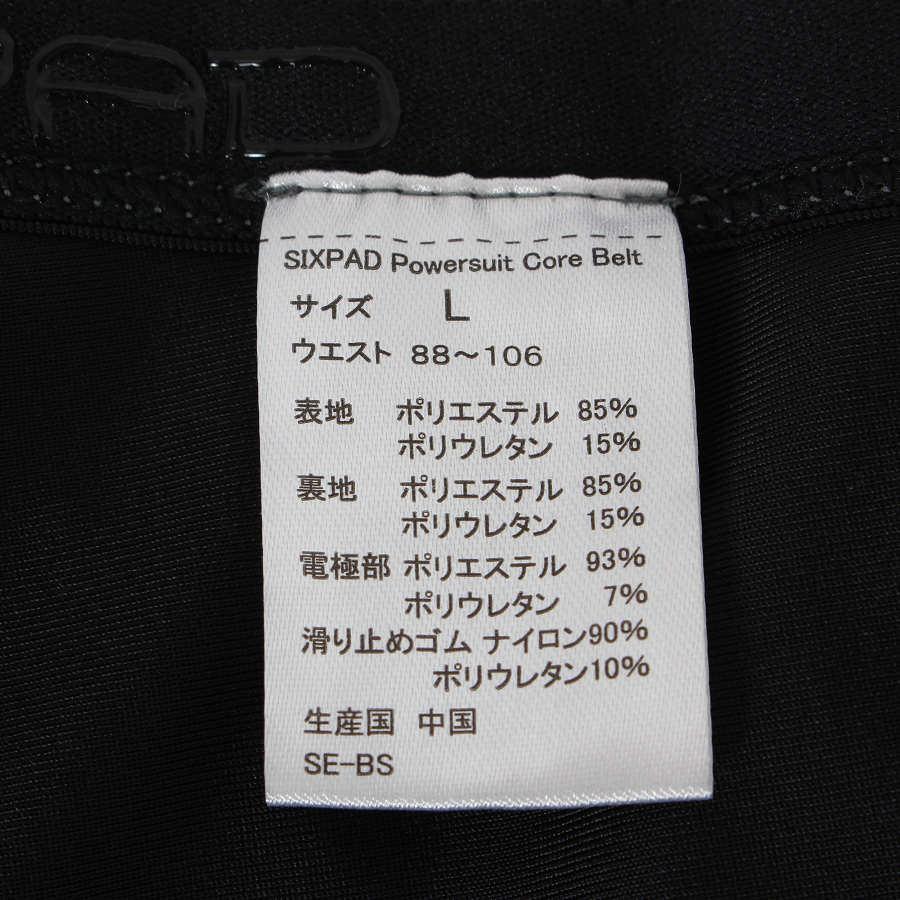 PAD
SIXPAD Powersuit Core Belt
サイズ L
ウエスト 88～106
表地 ポリエステル 85%
ポリウレタン 15%
裏地 ポリエステル 85%
ポリウレタン 15%
電極部 ポリエステル 93%
ポリウレタン 7%
滑り止めゴム ナイロン90%
ポリウレタン10%
生産国 中国
SE-BS